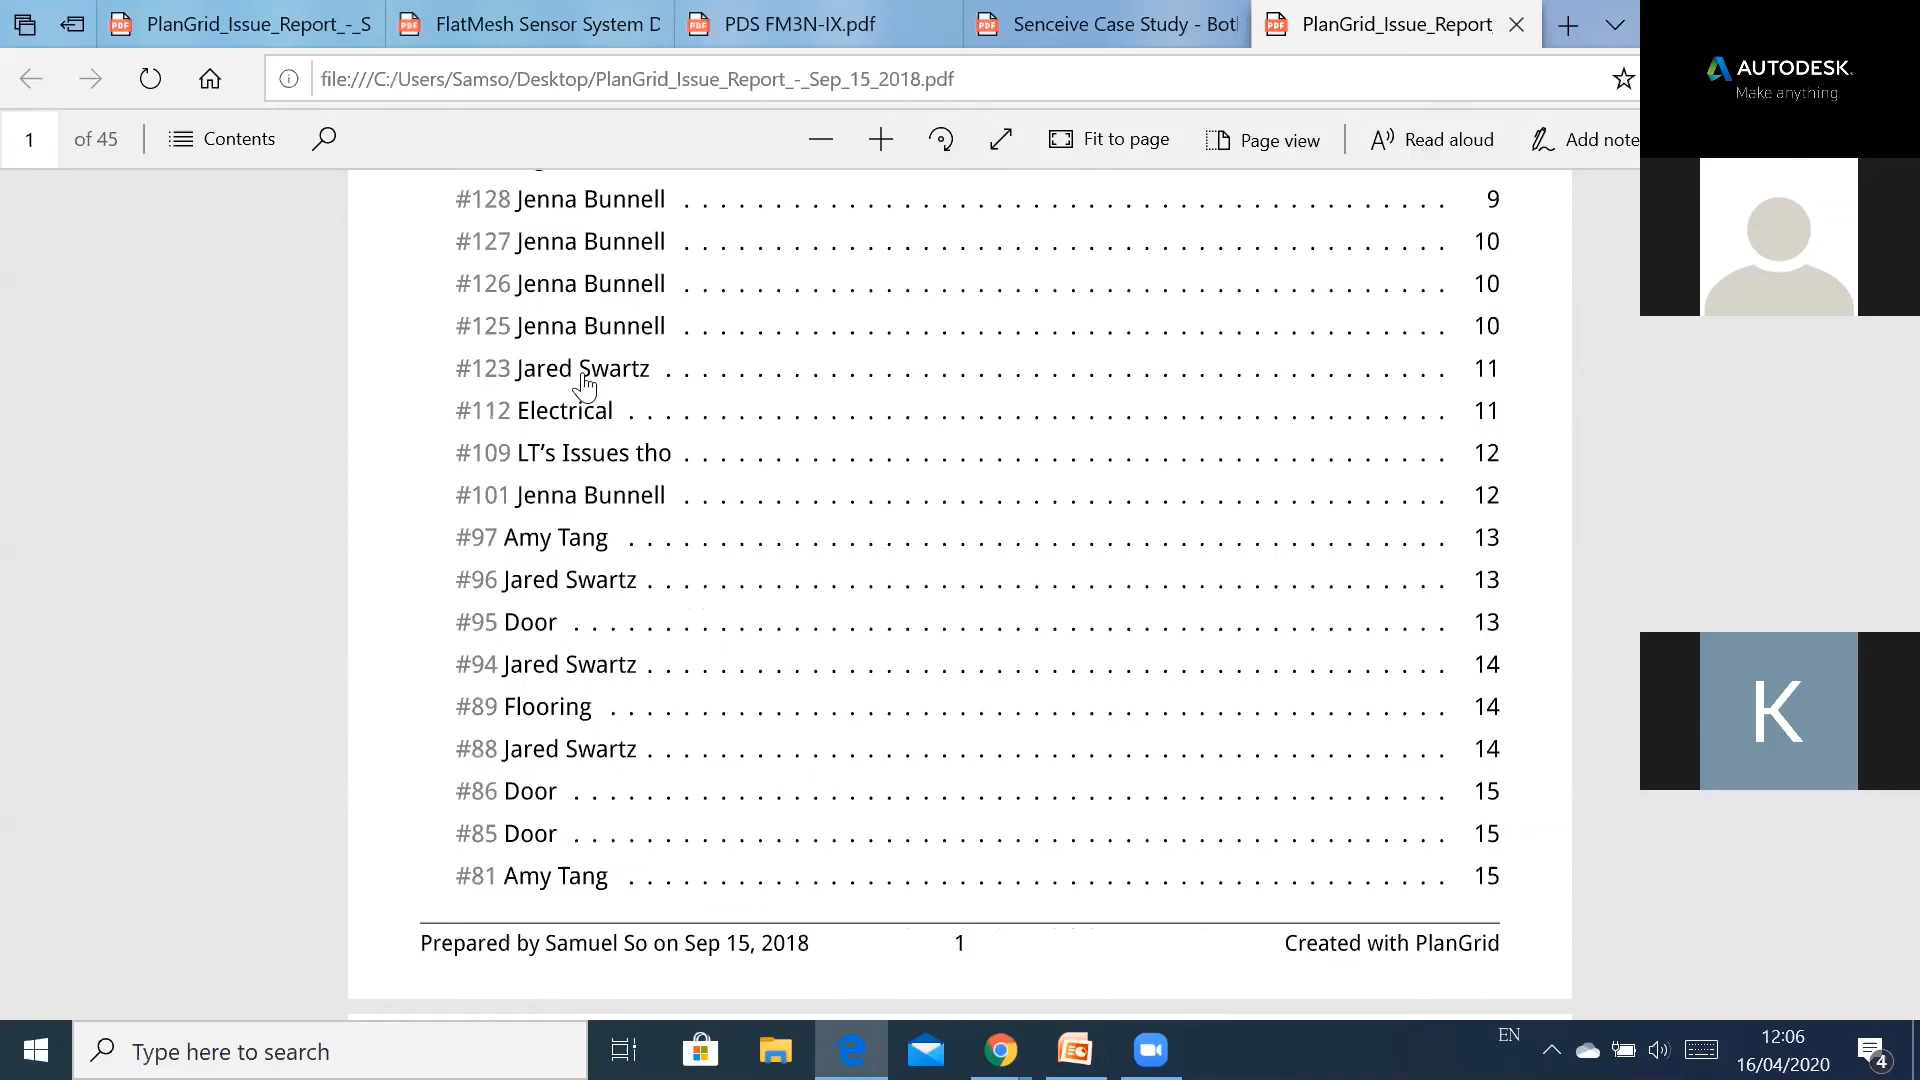 PlanGrid_Issue_Report_-_S
FlatMesh Sensor System D
PDS FM3N-IX.pdf
Senceive Case Study - Botl
PlanGrid_Issue_Report_
file:///C:/Users/Samso/Desktop/PlanGrid_Issue_Report_-_Sep_15_2018.pdf
AUTODESK.
Make anything.
1 of 45 Contents Fit to page Page view Read aloud Add note
#128 Jenna Bunnell 9
#127 Jenna Bunnell 10
#126 Jenna Bunnell 10
#125 Jenna Bunnell 10
#123 Jared Swartz 11
#112 Electrical 11
#109 LT’s Issues tho 12
#101 Jenna Bunnell 12
#97 Amy Tang 13
#96 Jared Swartz 13
#95 Door 13
#94 Jared Swartz 14
#89 Flooring 14
#88 Jared Swartz 14
#86 Door 15
#85 Door 15
#81 Amy Tang 15
Prepared by Samuel So on Sep 15, 2018 1 Created with PlanGrid
K
Type here to search
EN
12:06
16/04/2020
4